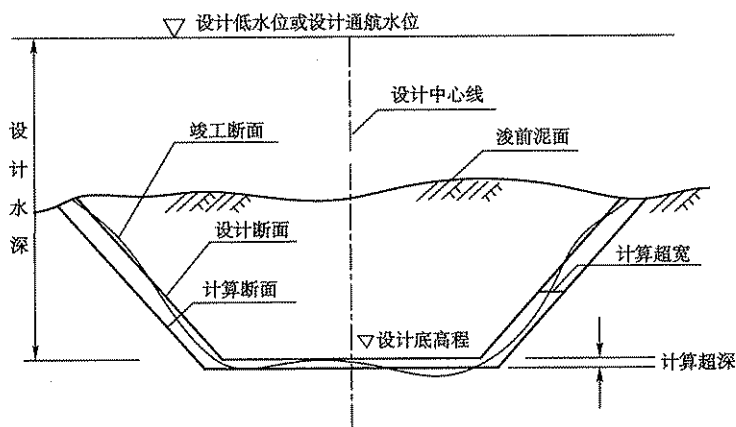 设计低水位或设计通航水位
设计中心线
竣工断面
浚前泥面
设计水深
设计断面
计算断面
计算超宽
设计底高程
计算超深